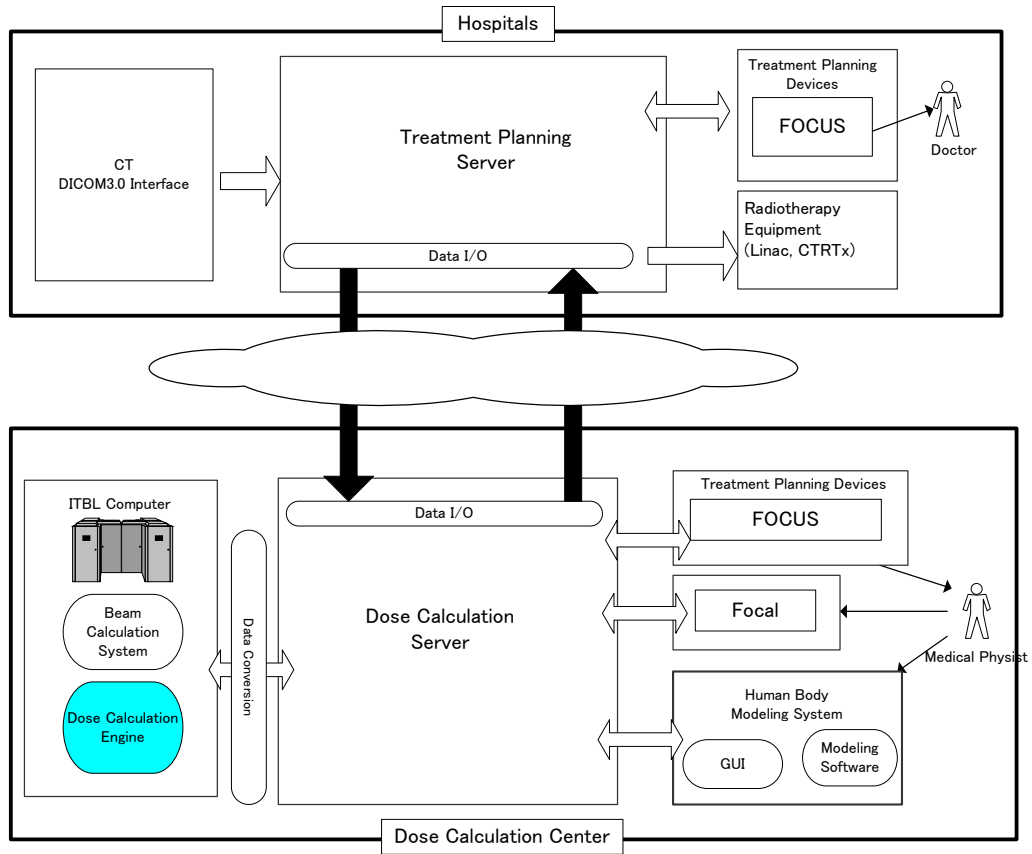 Hospitals
CT
DICOM3.0 Interface
Treatment Planning
Server
Data I/O
Treatment Planning
Devices
FOCUS
Doctor
Radiotherapy
Equipment
(Linac, CTRTx)
ITBL Computer
Beam
Calculation
System
Dose Calculation
Engine
Data Conversion
Data I/O
Dose Calculation
Server
Treatment Planning Devices
FOCUS
Focal
Medical Physist
Human Body
Modeling System
GUI
Modeling
Software
Dose Calculation Center